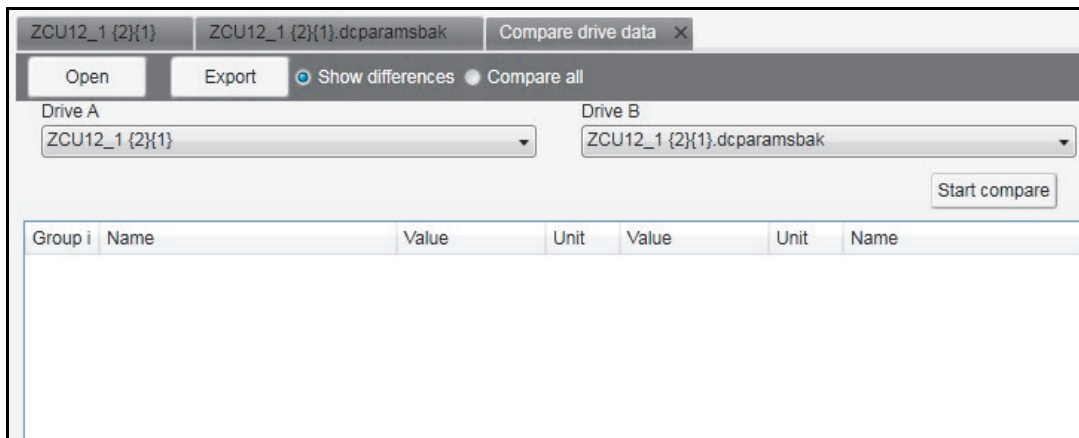 ZCU12_1 {2}{1} ZCU12_1 {2}{1}.dcparamsbak Compare drive data ×
Open Export Show differences Compare all
Drive A Drive B
ZCU12_1 {2}{1} ZCU12_1 {2}{1}.dcparamsbak
Start compare
Group i Name Value Unit Value Unit Name